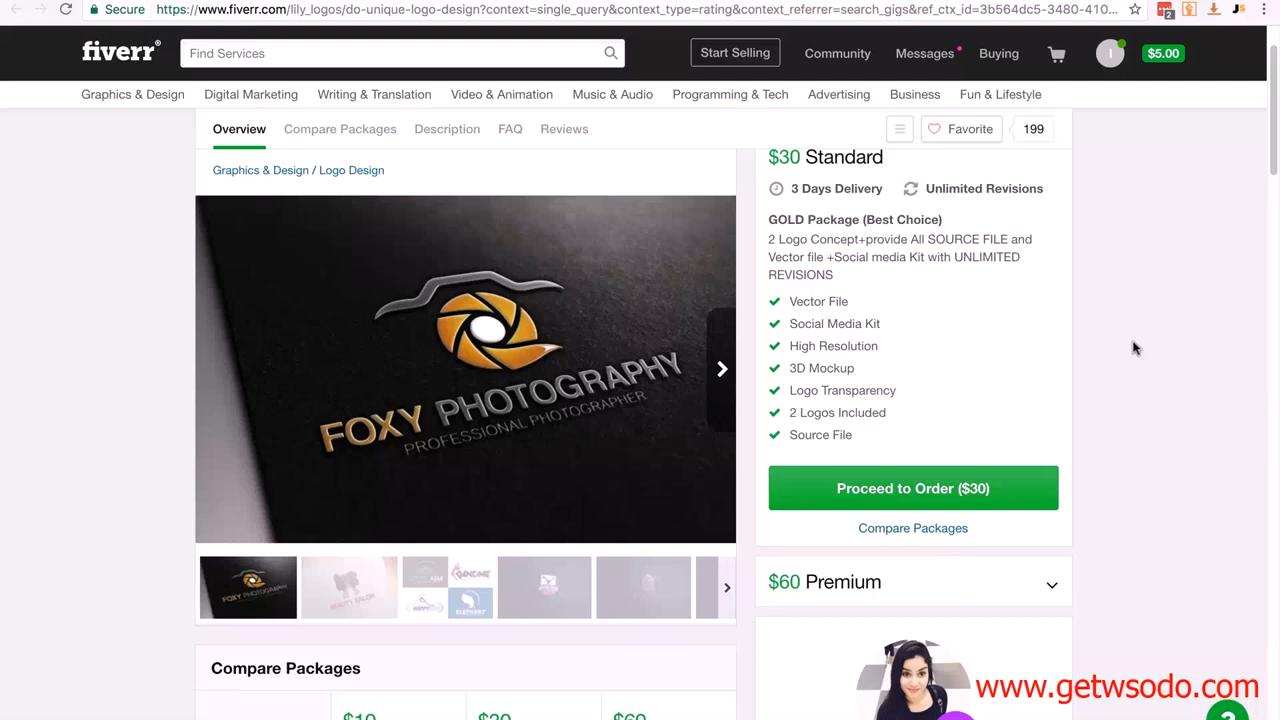 Secure https://www.fiverr.com/lily_logos/do-unique-logo-design?context=single_query&context_type=rating&context_referrer=search_gigs&ref_ctx_id=3b564dc5-3480-410...
2
JS
fiverr®
Find Services
Start Selling
Community
Messages
Buying
I
$5.00
Graphics & Design
Digital Marketing
Writing & Translation
Video & Animation
Music & Audio
Programming & Tech
Advertising
Business
Fun & Lifestyle
Overview
Compare Packages
Description
FAQ
Reviews
Favorite
199
Graphics & Design / Logo Design
FOXY PHOTOGRAPHY
PROFESSIONAL PHOTOGRAPHER
$30 Standard
3 Days Delivery
Unlimited Revisions
GOLD Package (Best Choice)
2 Logo Concept+provide All SOURCE FILE and
Vector file +Social media Kit with UNLIMITED
REVISIONS
Vector File
Social Media Kit
High Resolution
3D Mockup
Logo Transparency
2 Logos Included
Source File
Proceed to Order ($30)
Compare Packages
$60 Premium
BEAUTY SALON
ELEPHANT
Compare Packages
www.getwsodo.com